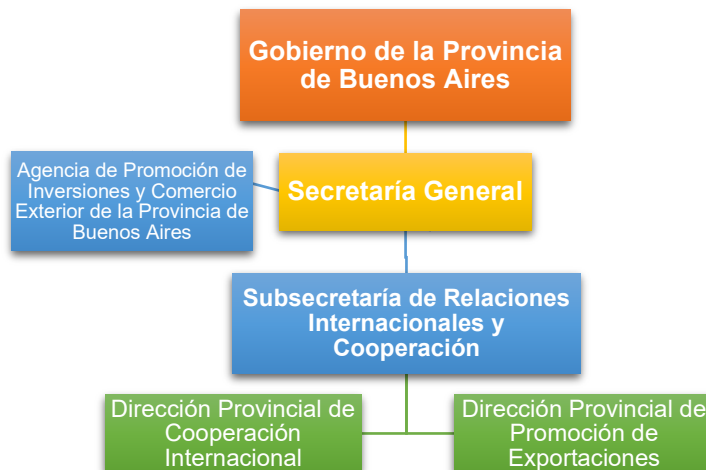 Gobierno de la Provincia
de Buenos Aires
Agencia de Promoción de
Inversiones y Comercio
Exterior de la Provincia de
Buenos Aires
Secretaría General
Subsecretaría de Relaciones
Internacionales y
Cooperación
Dirección Provincial de
Cooperación
Internacional
Dirección Provincial de
Promoción de
Exportaciones